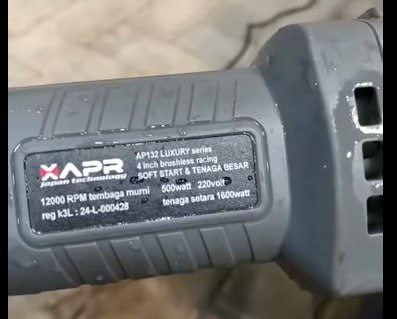 XAPR
japan technology
AP132 LUXURY series
4 inch brushless racing
SOFT START & TENAGA BESAR
12000 RPM tembaga murni
500watt 220volt
reg k3L : 24-L-000428
tenaga setara 1600watt